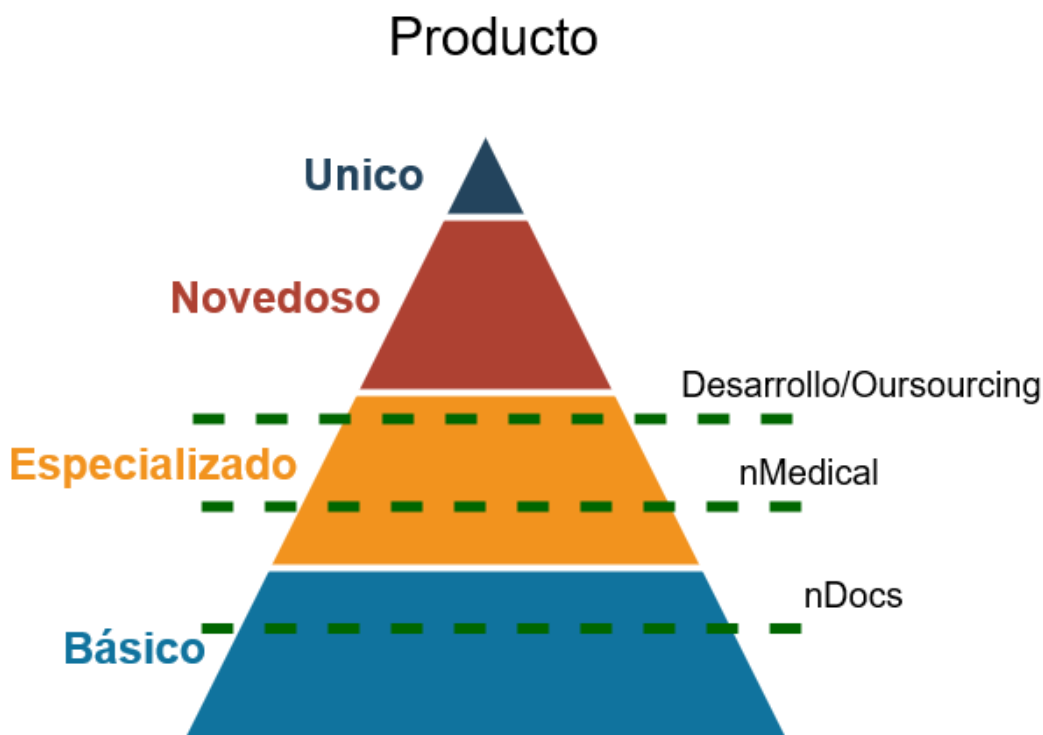 Producto
Unico
Novedoso
Desarrollo/Oursourcing
Especializado
nMedical
nDocs
Básico